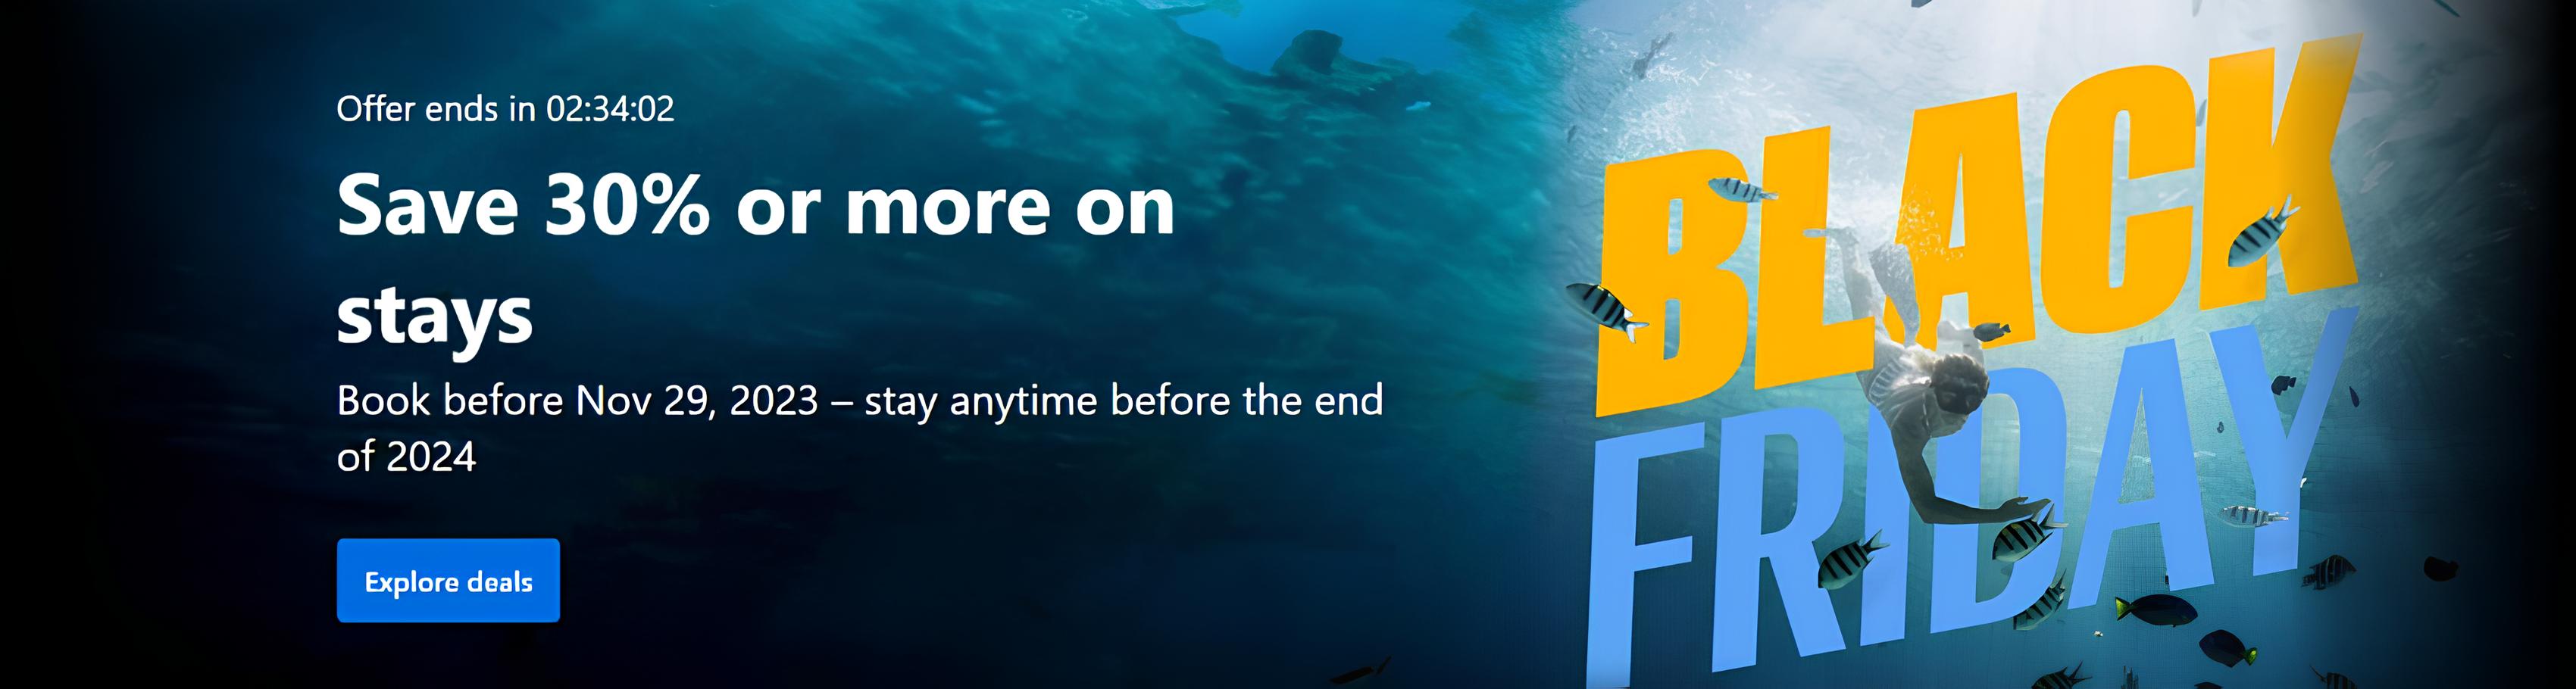 Offer ends in 02:34:02
Save 30% or more on
stays
Book before Nov 29, 2023 – stay anytime before the end
of 2024
Explore deals
BLACK
FRIDAY